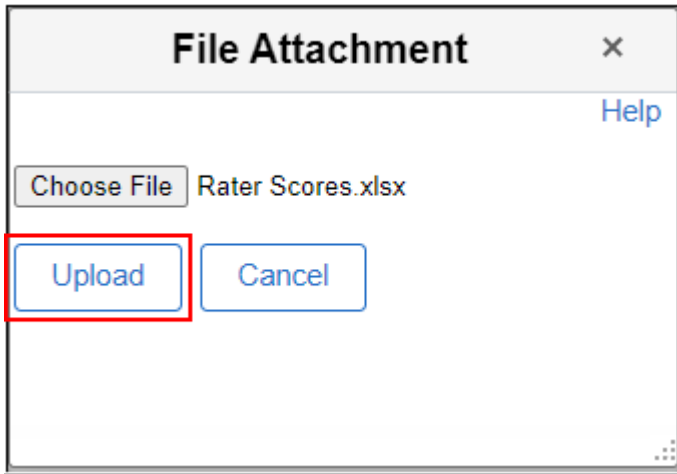 File Attachment ×
Help
Choose File Rater Scores.xlsx
Upload Cancel